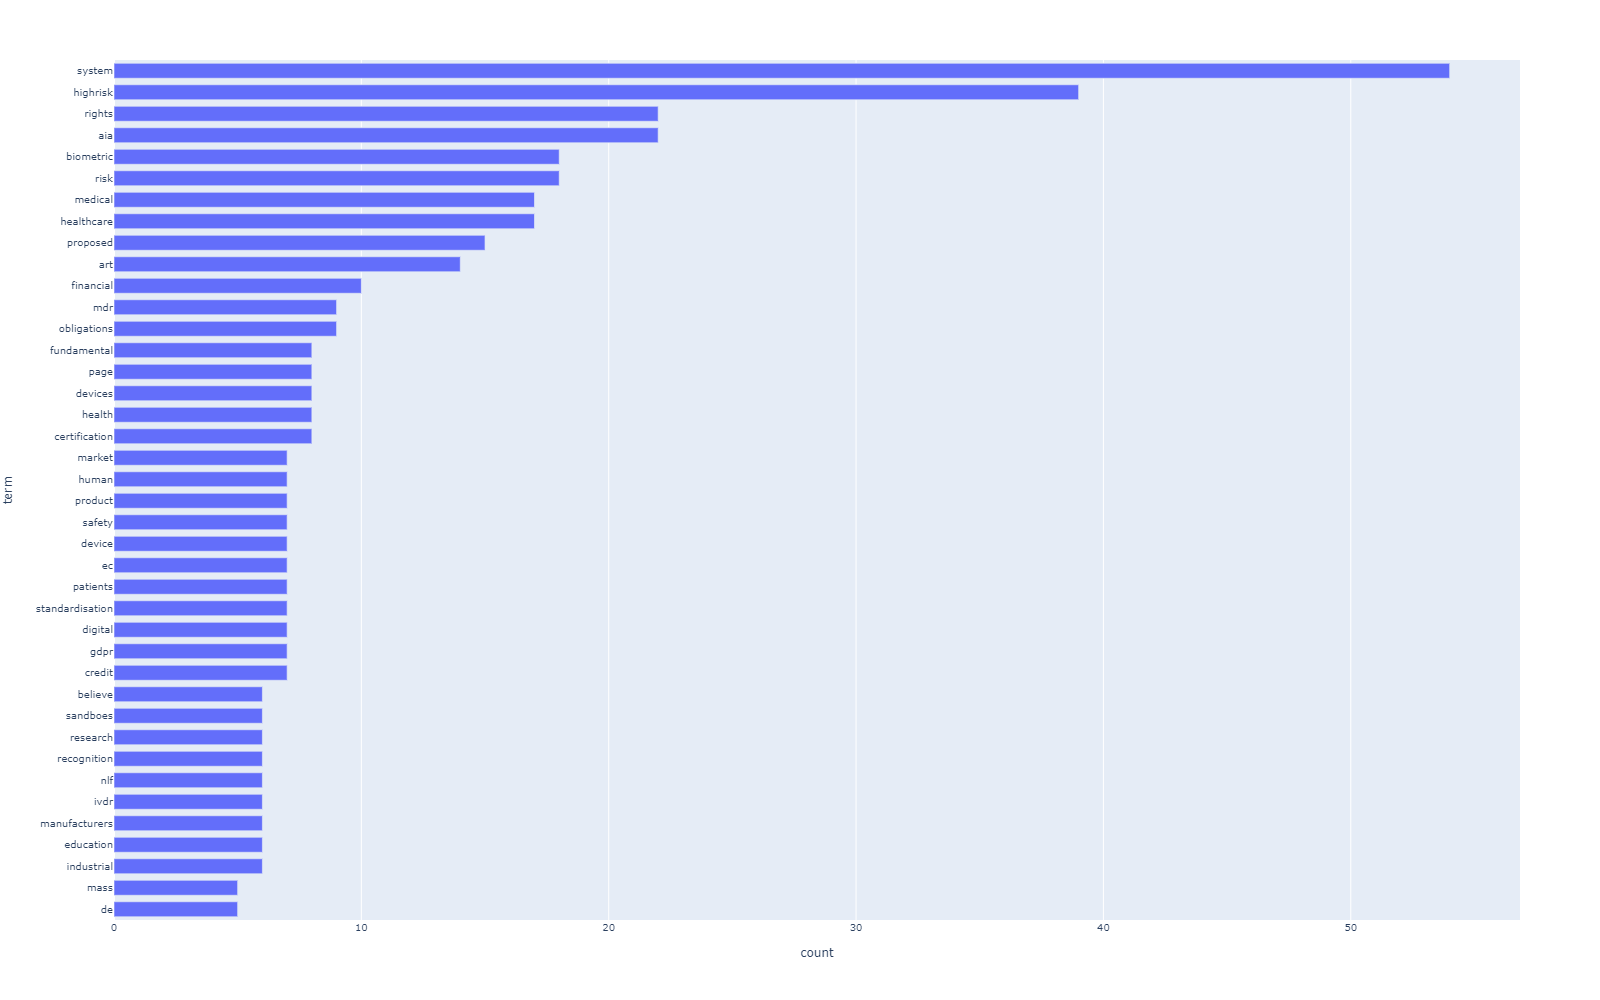 system
highrisk
rights
aia
biometric
risk
medical
healthcare
proposed
art
financial
mdr
obligations
fundamental
page
devices
health
certification
market
human
product
safety
device
ec
patients
standardisation
digital
gdpr
credit
believe
sandboes
research
recognition
nlf
ivdr
manufacturers
education
industrial
mass
de
term
0 10 20 30 40 50
count